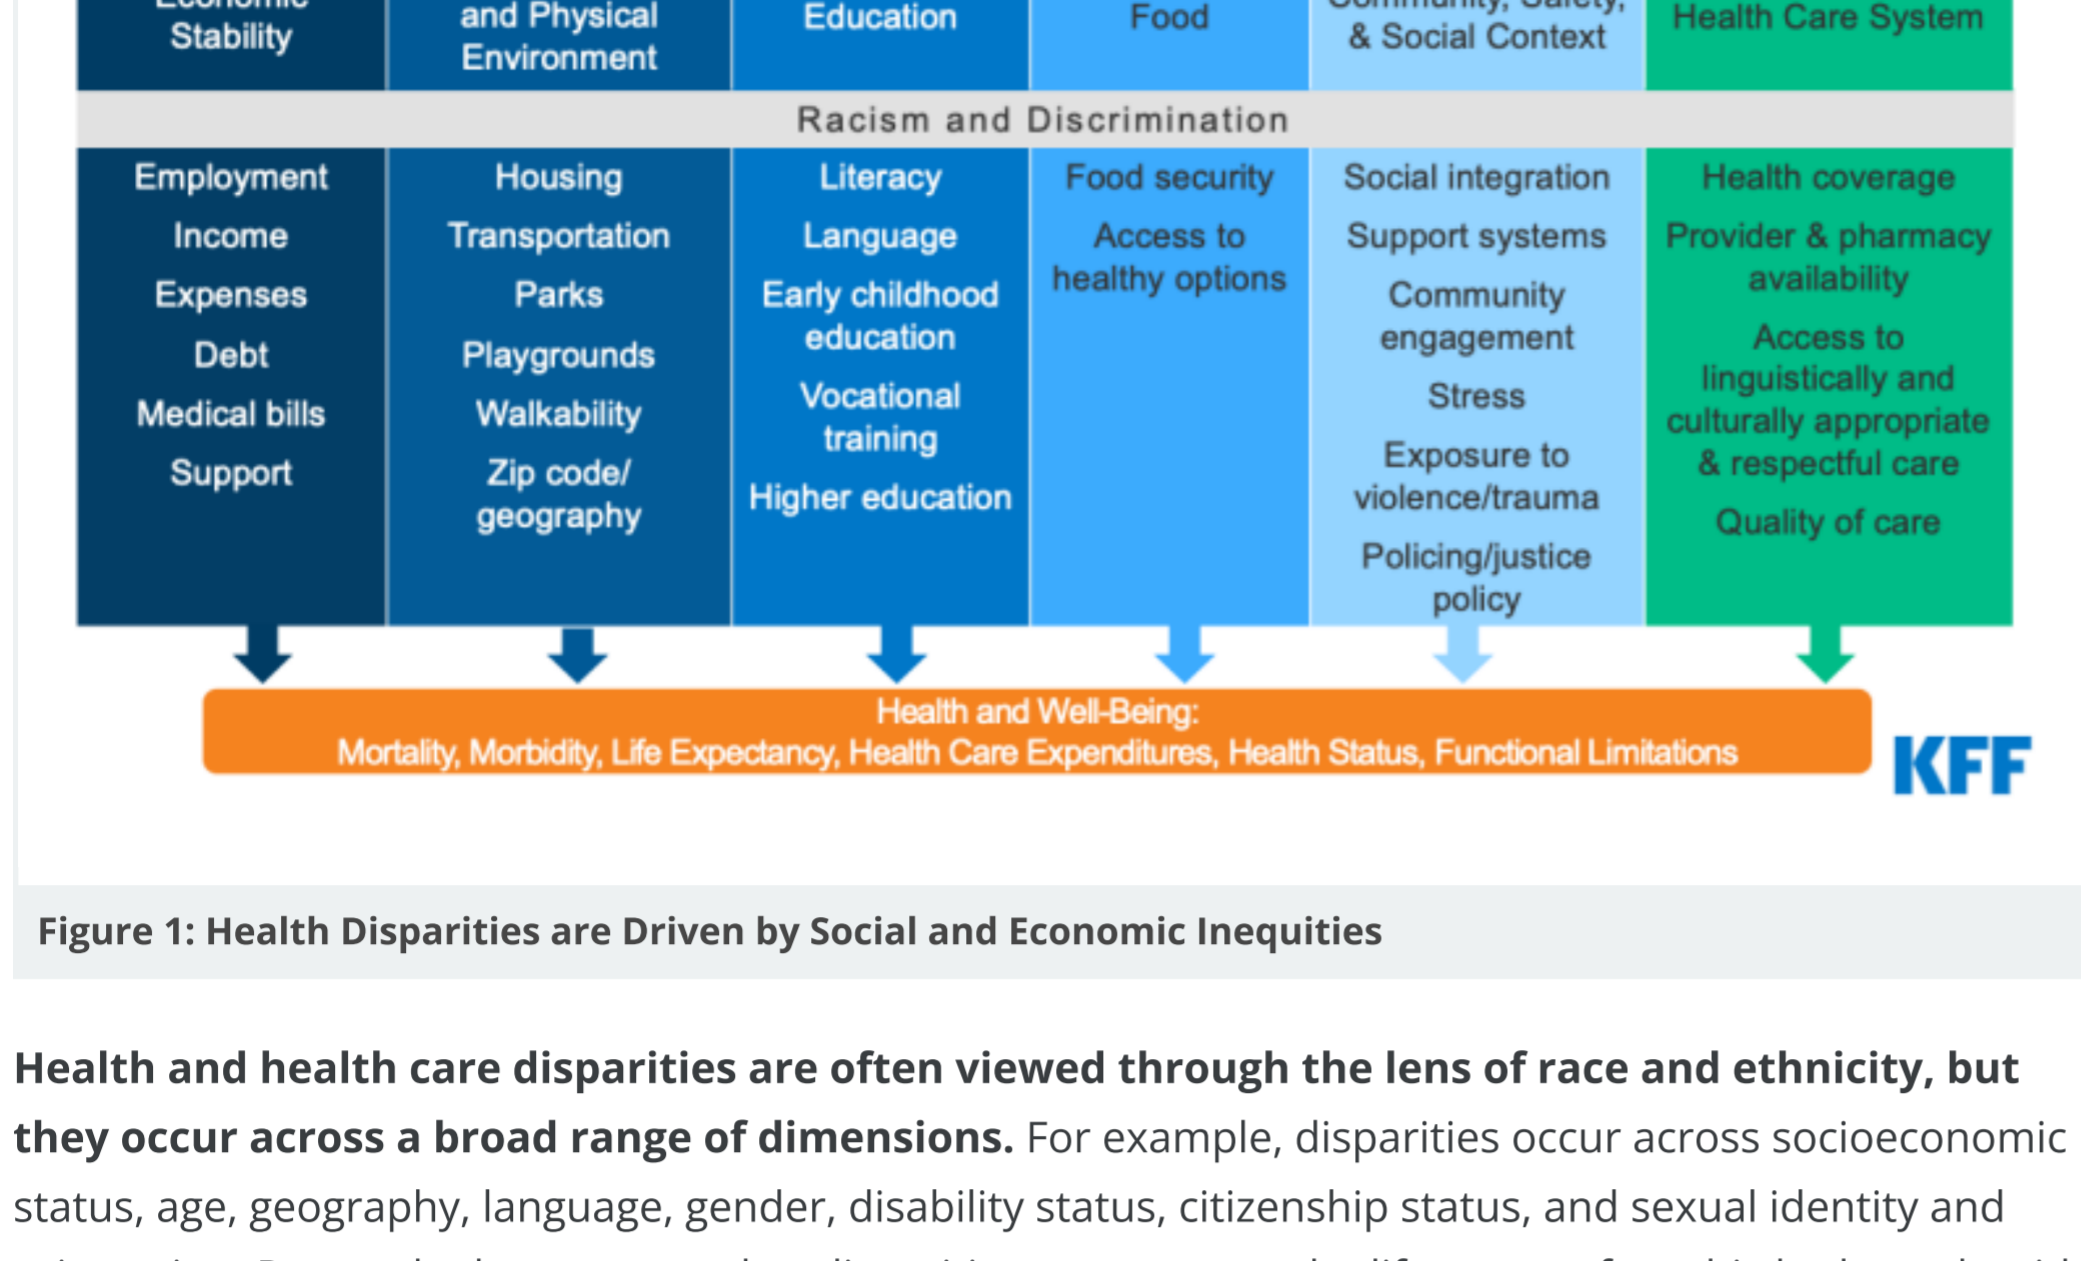 Economic
Stability
and Physical
Environment
Education
Food
Community, Safety,
& Social Context
Health Care System
Racism and Discrimination
Employment
Income
Expenses
Debt
Medical bills
Support
Housing
Transportation
Parks
Playgrounds
Walkability
Zip code/
geography
Literacy
Language
Early childhood
education
Vocational
training
Higher education
Food security
Access to
healthy options
Social integration
Support systems
Community
engagement
Stress
Exposure to
violence/trauma
Policing/justice
policy
Health coverage
Provider & pharmacy
availability
Access to
linguistically and
culturally appropriate
& respectful care
Quality of care
Health and Well-Being:
Mortality, Morbidity, Life Expectancy, Health Care Expenditures, Health Status, Functional Limitations
KFF
Figure 1: Health Disparities are Driven by Social and Economic Inequities
Health and health care disparities are often viewed through the lens of race and ethnicity, but
they occur across a broad range of dimensions. For example, disparities occur across socioeconomic
status, age, geography, language, gender, disability status, citizenship status, and sexual identity and